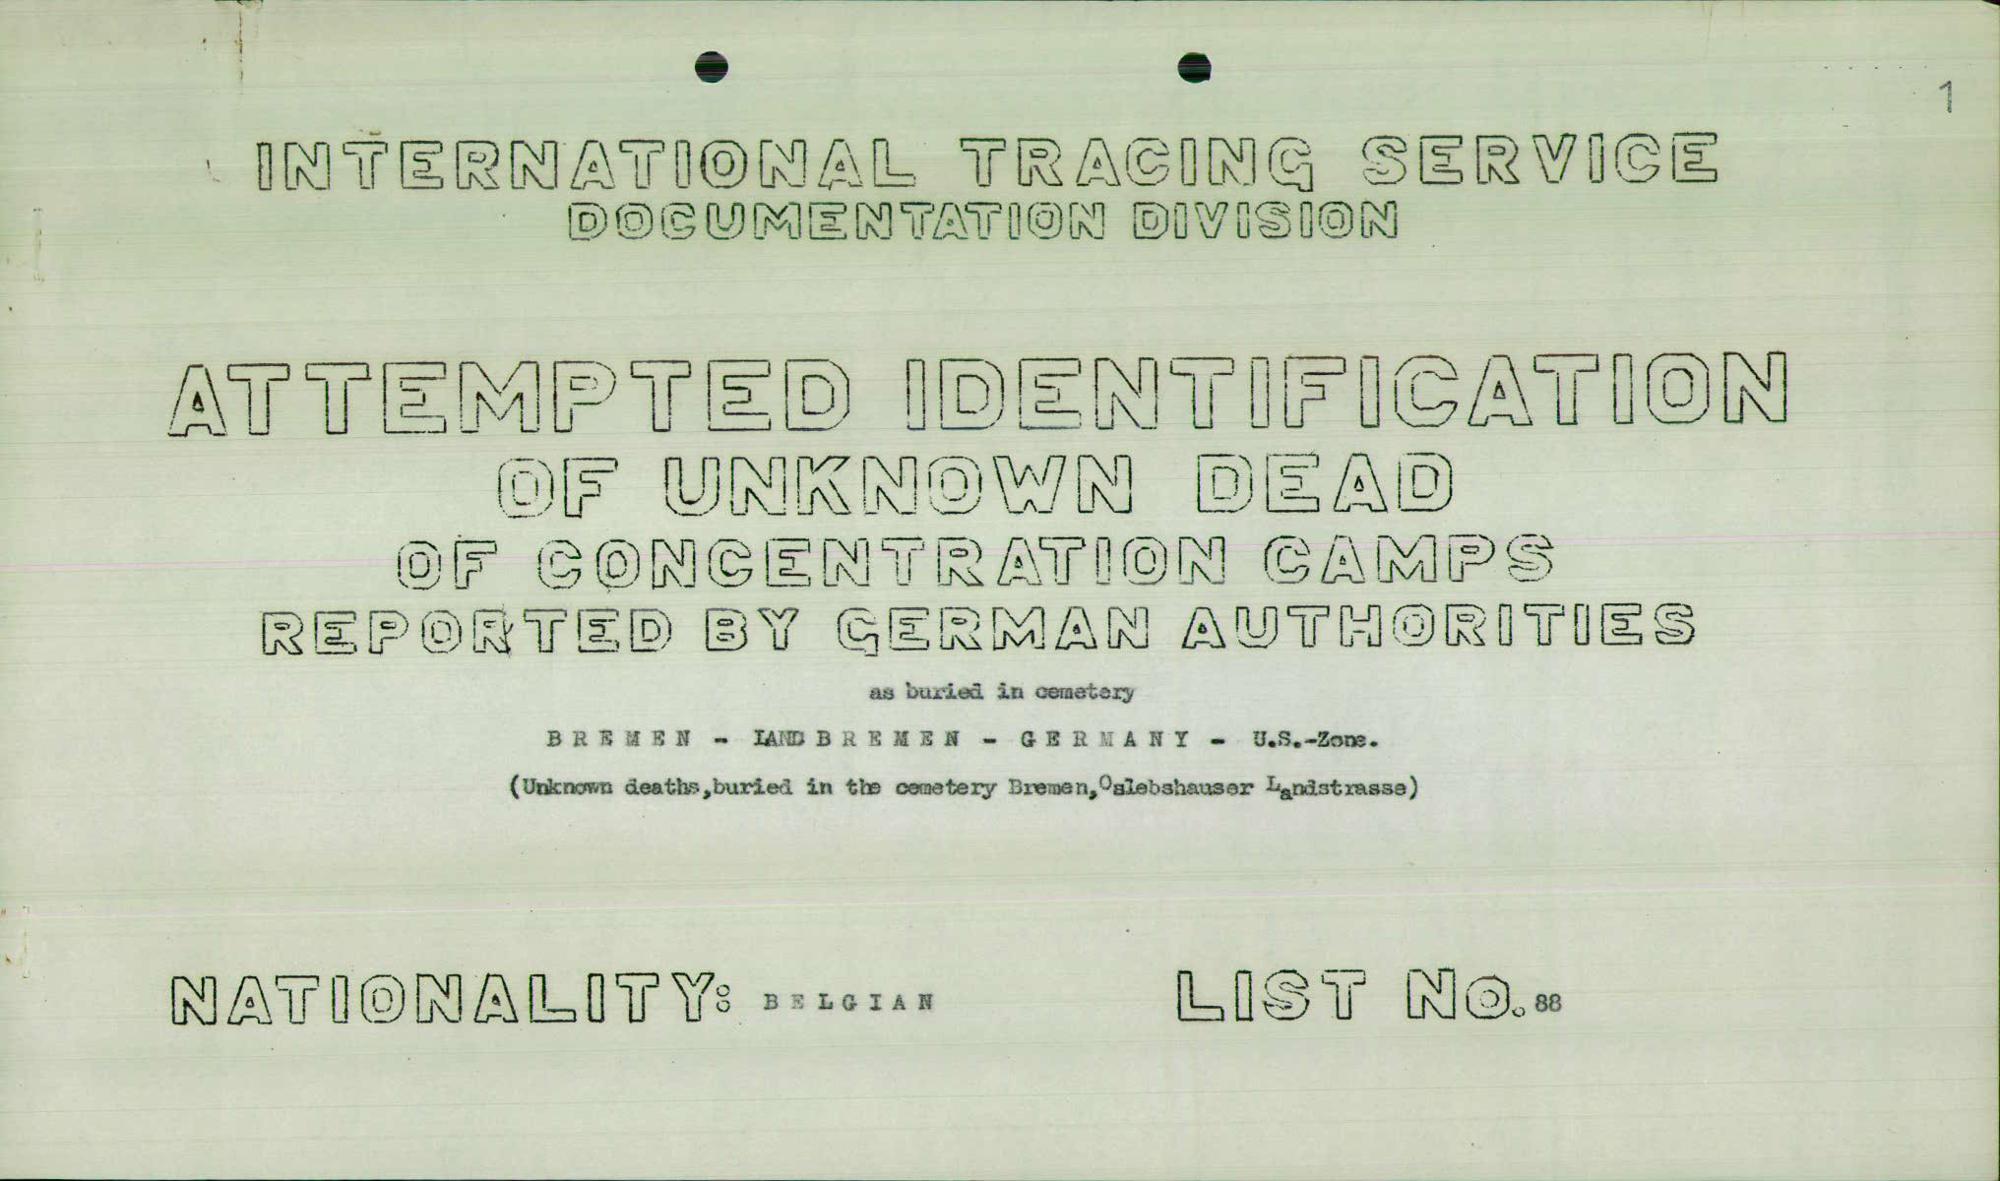 1
INTERNATIONAL TRACING SERVICE
DOCUMENTATION DIVISION
ATTEMPTED IDENTIFICATION
OF UNKNOWN DEAD
OF CONCENTRATION CAMPS
REPORTED BY GERMAN AUTHORITIES
as buried in cemetery
BREMEN - LAND BREMEN - GERMANY - U.S.-Zone.
(Unknown deaths,buried in the cemetery Bremen,Oslebshauser Landstrasse)
NATIONALITY: BELGIAN LIST No. 88